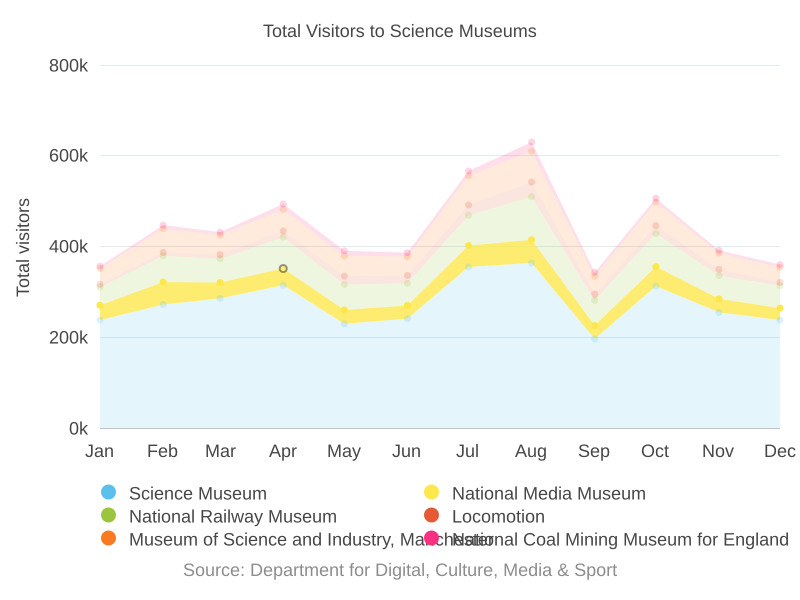 Total Visitors to Science Museums
Total visitors
800k
600k
400k
200k
0k
Jan Feb Mar Apr May Jun Jul Aug Sep Oct Nov Dec
Science Museum
National Media Museum
National Railway Museum
Locomotion
Museum of Science and Industry, Manchester
National Coal Mining Museum for England
Source: Department for Digital, Culture, Media & Sport